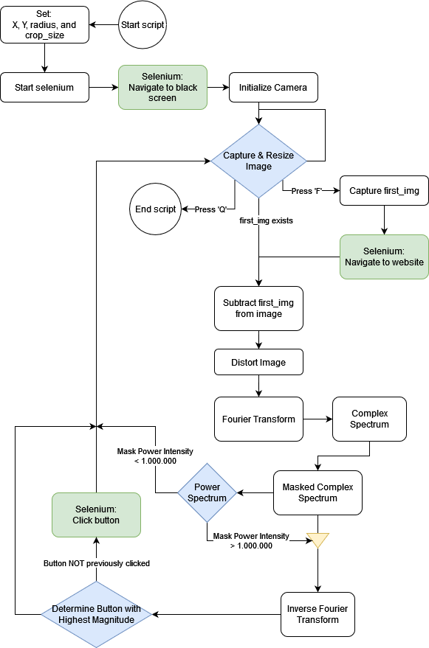 Set:
X, Y, radius, and
crop_size
Start script
Start selenium
Selenium:
Navigate to black
screen
Initialize Camera
Capture & Resize
Image
Press 'F'
Capture first_img
End script
Press 'Q'
first_img exists
Selenium:
Navigate to website
Subtract first_img
from image
Distort Image
Fourier Transform
Complex
Spectrum
Mask Power Intensity
< 1.000.000
Power
Spectrum
Masked Complex
Spectrum
Selenium:
Click button
Mask Power Intensity
> 1.000.000
Button NOT previously clicked
Determine Button with
Highest Magnitude
Inverse Fourier
Transform